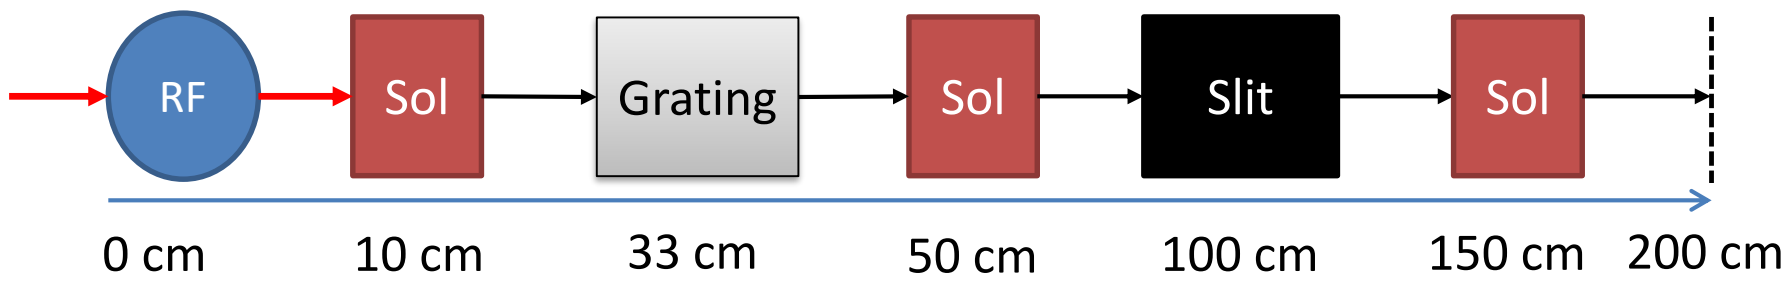 RF Sol Grating Sol Slit Sol
0 cm 10 cm 33 cm 50 cm 100 cm 150 cm 200 cm